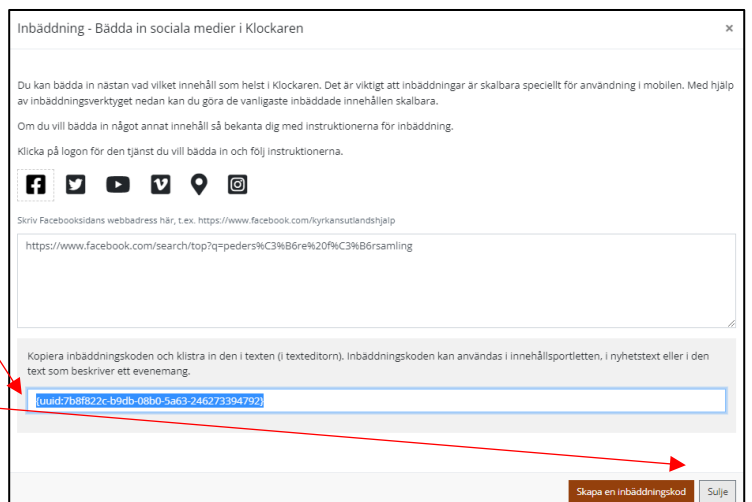 Inbäddning - Bädda in sociala medier i Klockaren ×
Du kan bädda in nästan vad vilket innehåll som helst i Klockaren. Det är viktigt att inbäddningar är skalbara speciellt för användning i mobilen. Med hjälp
av inbäddningsverktyget nedan kan du göra de vanligaste inbäddade innehållen skalbara.
Om du vill bädda in något annat innehåll så bekanta dig med instruktionerna för inbäddning.
Klicka på logon för den tjänst du vill bädda in och följ instruktionerna.
Skriv Facebooksidans webbadress här, t.ex. https://www.facebook.com/kyrkansutlandshjalp
https://www.facebook.com/search/top?q=peders%C3%B6re%20f%C3%B6rsamling
Kopiera inbäddningskoden och klistra in den i texten (i texteditorn). Inbäddningskoden kan användas i innehållsportletten, i nyhetstext eller i den
text som beskriver ett evenemang.
{uuid:7b8f822c-b9db-08b0-5a63-246273394792}
Skapa en inbäddningskod Sulje